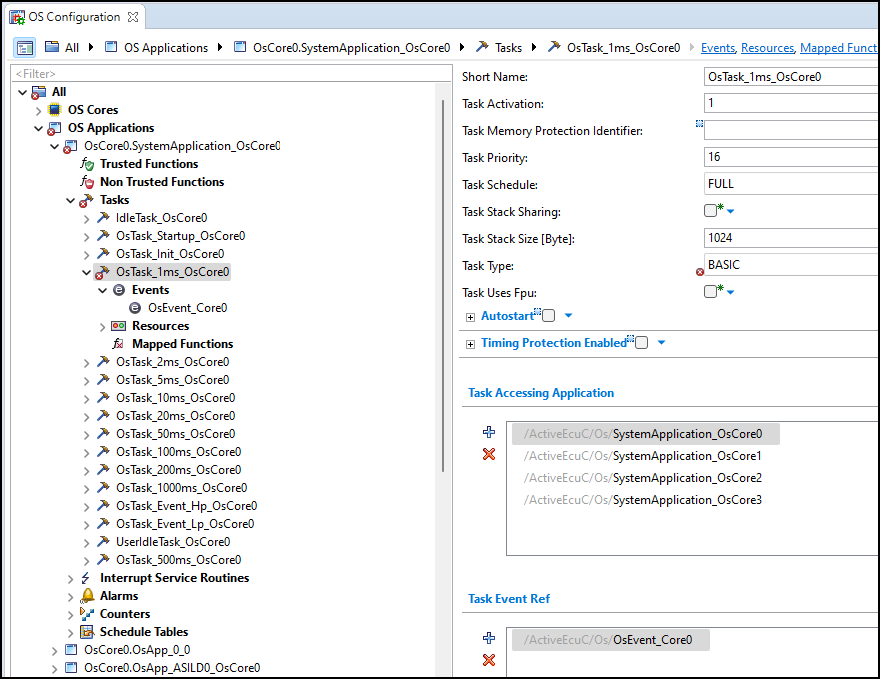 OS Configuration
All OS Applications OsCore0.SystemApplication_OsCore0 Tasks OsTask_1ms_OsCore0 Events, Resources, Mapped Funct
<Filter>
All
OS Cores
OS Applications
OsCore0.SystemApplication_OsCore0
Trusted Functions
Non Trusted Functions
Tasks
IdleTask_OsCore0
OsTask_Startup_OsCore0
OsTask_Init_OsCore0
OsTask_1ms_OsCore0
Events
OsEvent_Core0
Resources
Mapped Functions
OsTask_2ms_OsCore0
OsTask_5ms_OsCore0
OsTask_10ms_OsCore0
OsTask_20ms_OsCore0
OsTask_50ms_OsCore0
OsTask_100ms_OsCore0
OsTask_200ms_OsCore0
OsTask_1000ms_OsCore0
OsTask_Event_Hp_OsCore0
OsTask_Event_Lp_OsCore0
UserIdleTask_OsCore0
OsTask_500ms_OsCore0
Interrupt Service Routines
Alarms
Counters
Schedule Tables
OsCore0.OsApp_0_0
OsCore0.OsApp_ASILD0_OsCore0
Short Name: OsTask_1ms_OsCore0
Task Activation: 1
Task Memory Protection Identifier:
Task Priority: 16
Task Schedule: FULL
Task Stack Sharing:
Task Stack Size [Byte]: 1024
Task Type: BASIC
Task Uses Fpu:
Autostart
Timing Protection Enabled
Task Accessing Application
/ActiveEcuC/Os/SystemApplication_OsCore0
/ActiveEcuC/Os/SystemApplication_OsCore1
/ActiveEcuC/Os/SystemApplication_OsCore2
/ActiveEcuC/Os/SystemApplication_OsCore3
Task Event Ref
/ActiveEcuC/Os/OsEvent_Core0